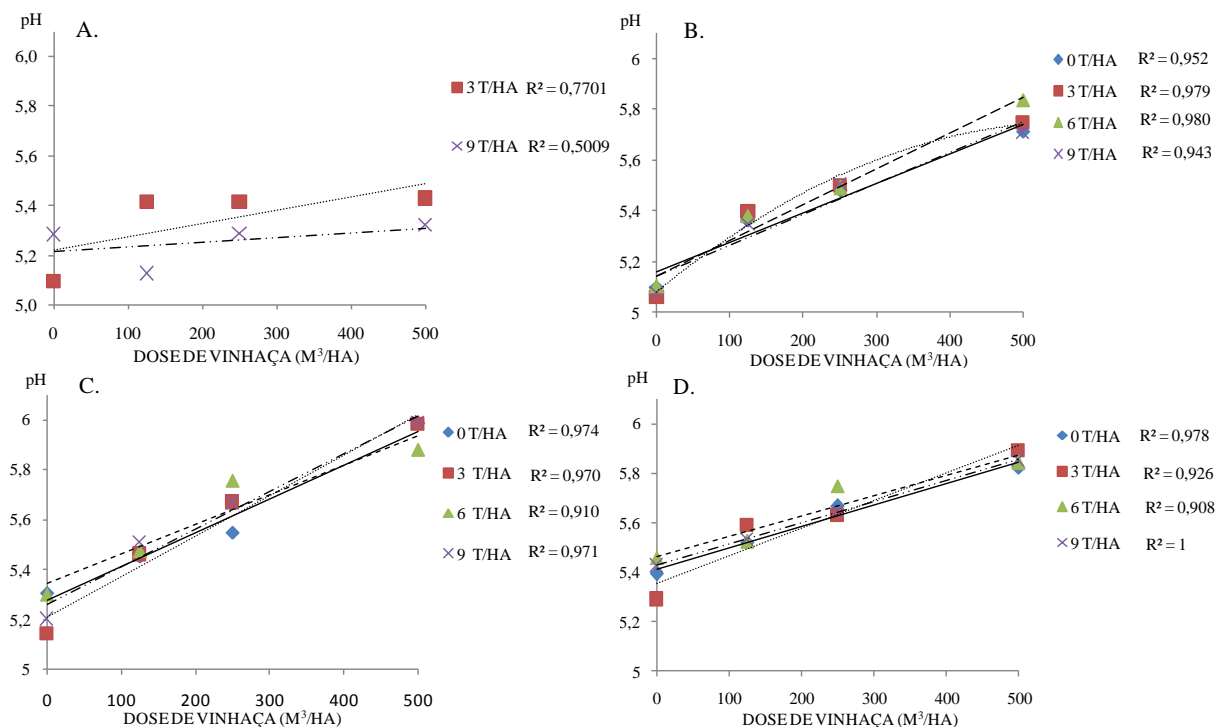 pH
A.
6,0
5,8
5,6
5,4
5,2
5,0
0 100 200 300 400 500
DOSE DE VINHAÇA (M³/HA)
3 T/HA R² = 0,7701
9 T/HA R² = 0,5009
pH
B.
6
5,8
5,6
5,4
5,2
5
0 100 200 300 400 500
DOSE DE VINHAÇA (M³/HA)
0 T/HA R² = 0,952
3 T/HA R² = 0,979
6 T/HA R² = 0,980
9 T/HA R² = 0,943
pH
C.
6
5,8
5,6
5,4
5,2
5
0 100 200 300 400 500
DOSE DE VINHAÇA (M³/HA)
0 T/HA R² = 0,974
3 T/HA R² = 0,970
6 T/HA R² = 0,910
9 T/HA R² = 0,971
pH
D.
6
5,8
5,6
5,4
5,2
5
0 100 200 300 400 500
DOSE DE VINHAÇA (M³/HA)
0 T/HA R² = 0,978
3 T/HA R² = 0,926
6 T/HA R² = 0,908
9 T/HA R² = 1